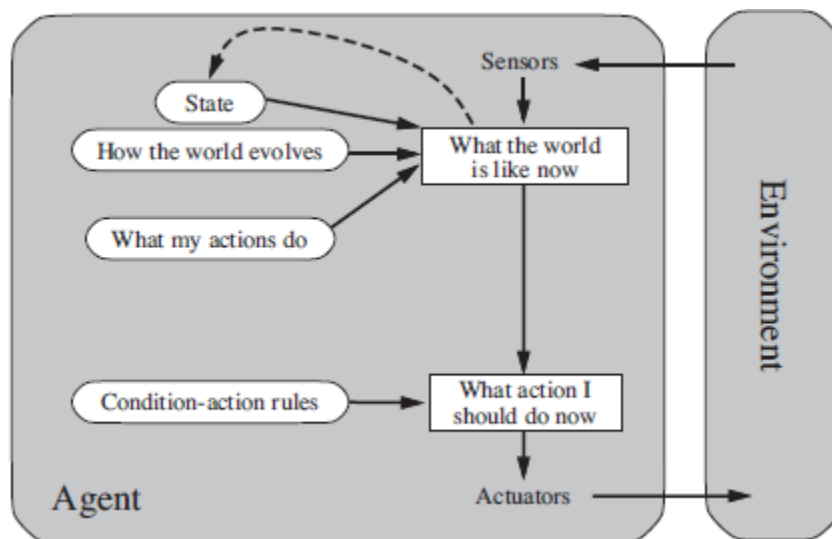 Sensors
State
How the world evolves
What the world
is like now
What my actions do
Environment
Condition-action rules
What action I
should do now
Agent
Actuators